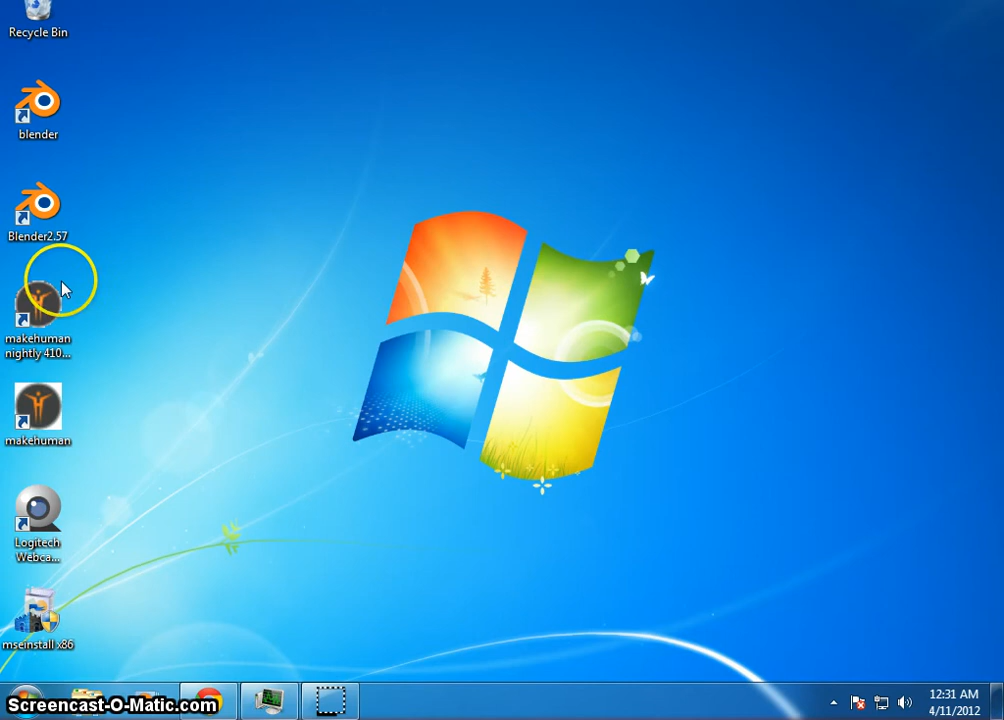 Recycle Bin
blender
Blender2.57
makehuman
nightly 410...
makehuman
Logitech
Webca...
mseinstall x86
Screencast-O-Matic.com
12:31 AM
4/11/2012